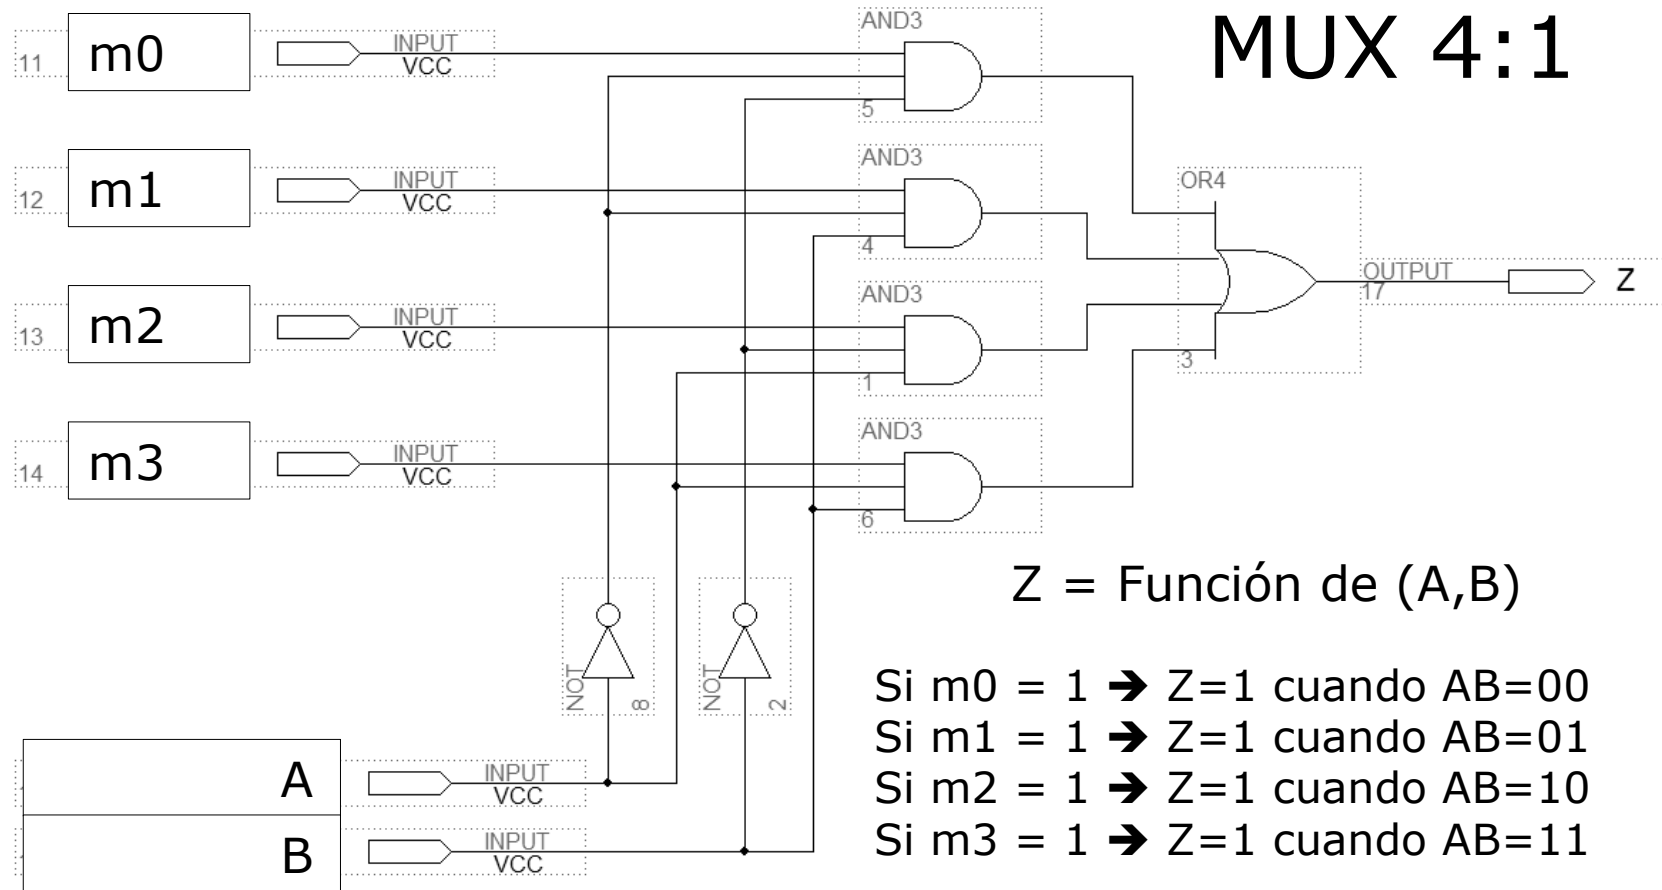 MUX 4:1
AND3
11
m0
INPUT
VCC
5
AND3
12
m1
INPUT
VCC
4
OR4
AND3
13
m2
INPUT
VCC
1
3
OUTPUT
17
Z
AND3
14
m3
INPUT
VCC
6
NOT
8
NOT
2
Z = Función de (A,B)
Si m0 = 1 ➔ Z=1 cuando AB=00
Si m1 = 1 ➔ Z=1 cuando AB=01
Si m2 = 1 ➔ Z=1 cuando AB=10
Si m3 = 1 ➔ Z=1 cuando AB=11
A
INPUT
VCC
B
INPUT
VCC